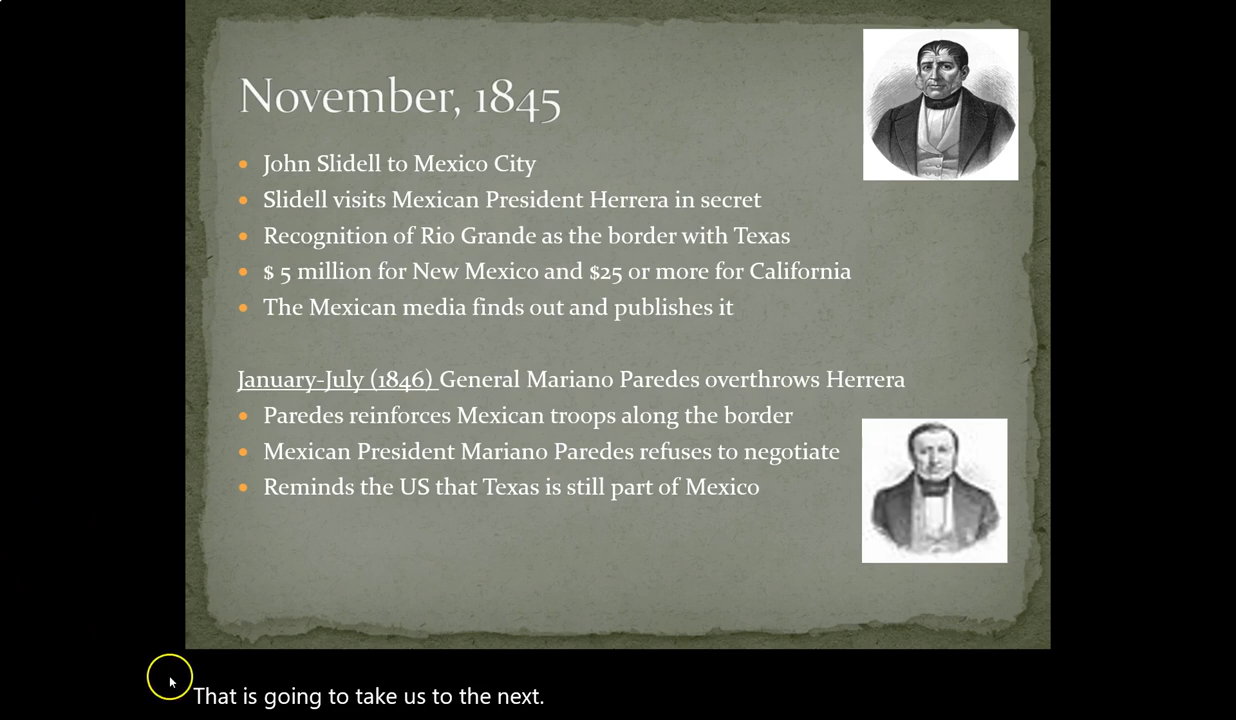 November, 1845
• John Slidell to Mexico City
• Slidell visits Mexican President Herrera in secret
• Recognition of Rio Grande as the border with Texas
• $ 5 million for New Mexico and $25 or more for California
• The Mexican media finds out and publishes it
January-July (1846) General Mariano Paredes overthrows Herrera
• Paredes reinforces Mexican troops along the border
• Mexican President Mariano Paredes refuses to negotiate
• Reminds the US that Texas is still part of Mexico
That is going to take us to the next.